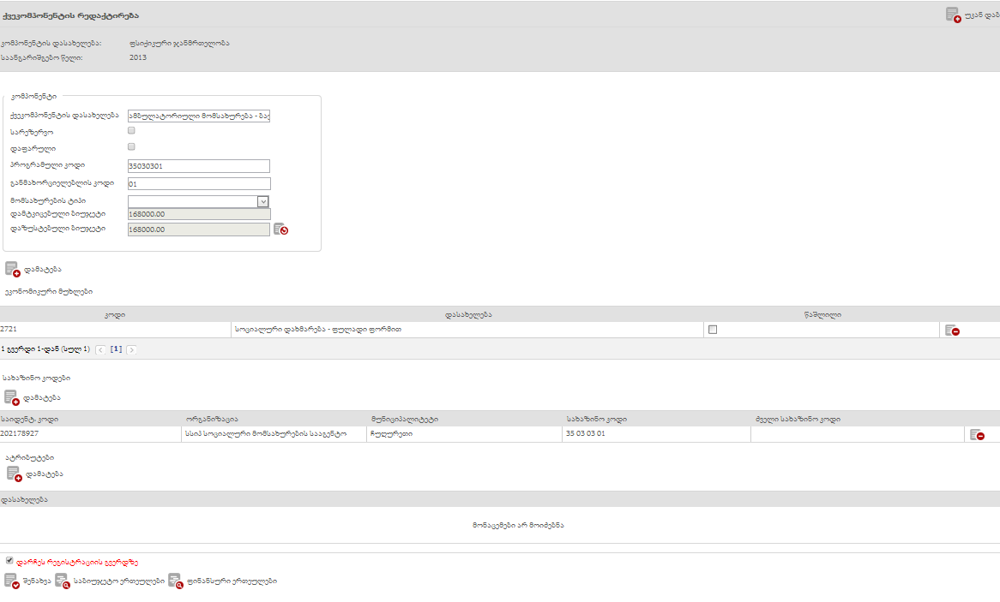 ქვეკომპონენტის რედაქტირება
უკან დაბ
კომპონენტის დასახელება: ფსიქიკური ჯანმრთელობა
საანგარიშგებო წელი: 2013
კომპონენტი
ქვეკომპონენტის დასახელება ამბულატორიული მომსახურება - ბავ
სარეზერვო
დაფარული
პროგრამული კოდი 35030301
განმახორციელებლის კოდი 01
მომსახურების ტიპი
დამტკიცებული ბიუჯეტი 168000.00
დაზუსტებული ბიუჯეტი 168000.00
დამატება
ეკონომიკური მუხლები
კოდი დასახელება წაშლილი
2721 სოციალური დახმარება - ფულადი ფორმით
1 გვერდი 1-დან (სულ 1) [1]
სახაზინო კოდები
დამატება
საიდენტ.კოდი ორგანიზაცია მუნიციპალიტეტი სახაზინო კოდი ძველი სახაზინო კოდი
202178927 სსიპ სოციალური მომსახურების სააგენტო ჩუღურეთი 35 03 03 01
ატრიბუტები
დამატება
დასახელება
მონაცემები არ მოიძებნა
დარჩეს რეგისტრაციის გვერდზე
შენახვა საბიუჯეტო ერთეულები ფინანსური ერთეულები